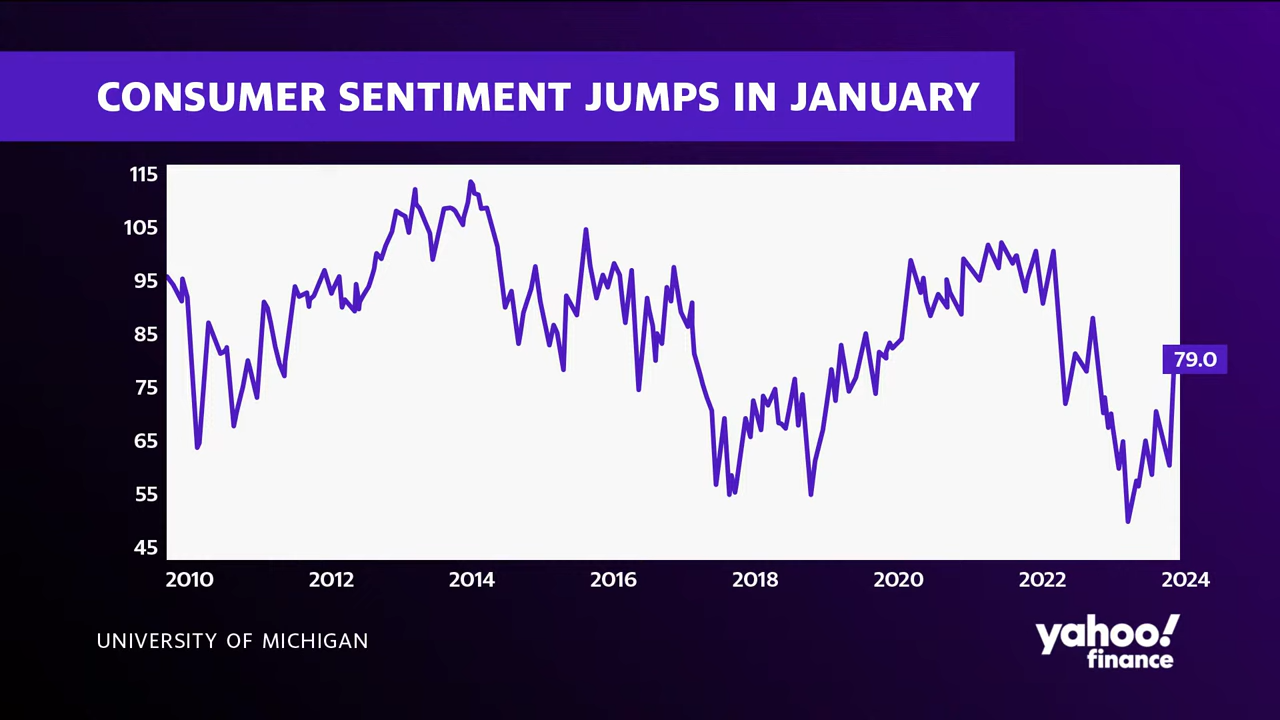 CONSUMER SENTIMENT JUMPS IN JANUARY
115
105
95
85
75
65
55
45
79.0
2010 2012 2014 2016 2018 2020 2022 2024
UNIVERSITY OF MICHIGAN
yahoo!
finance